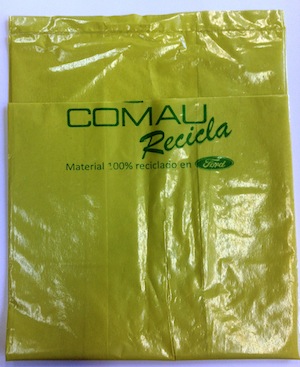 COMAU
Recicla
Material 100% reciclado en Ford